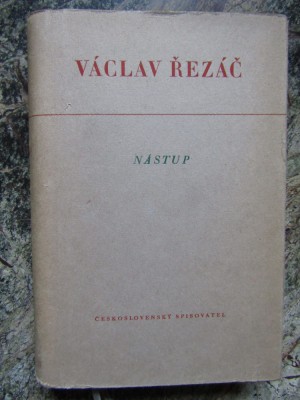 VÁCLAV ŘEZÁČ
NÁSTUP
ČESKOSLOVENSKÝ SPISOVATEL